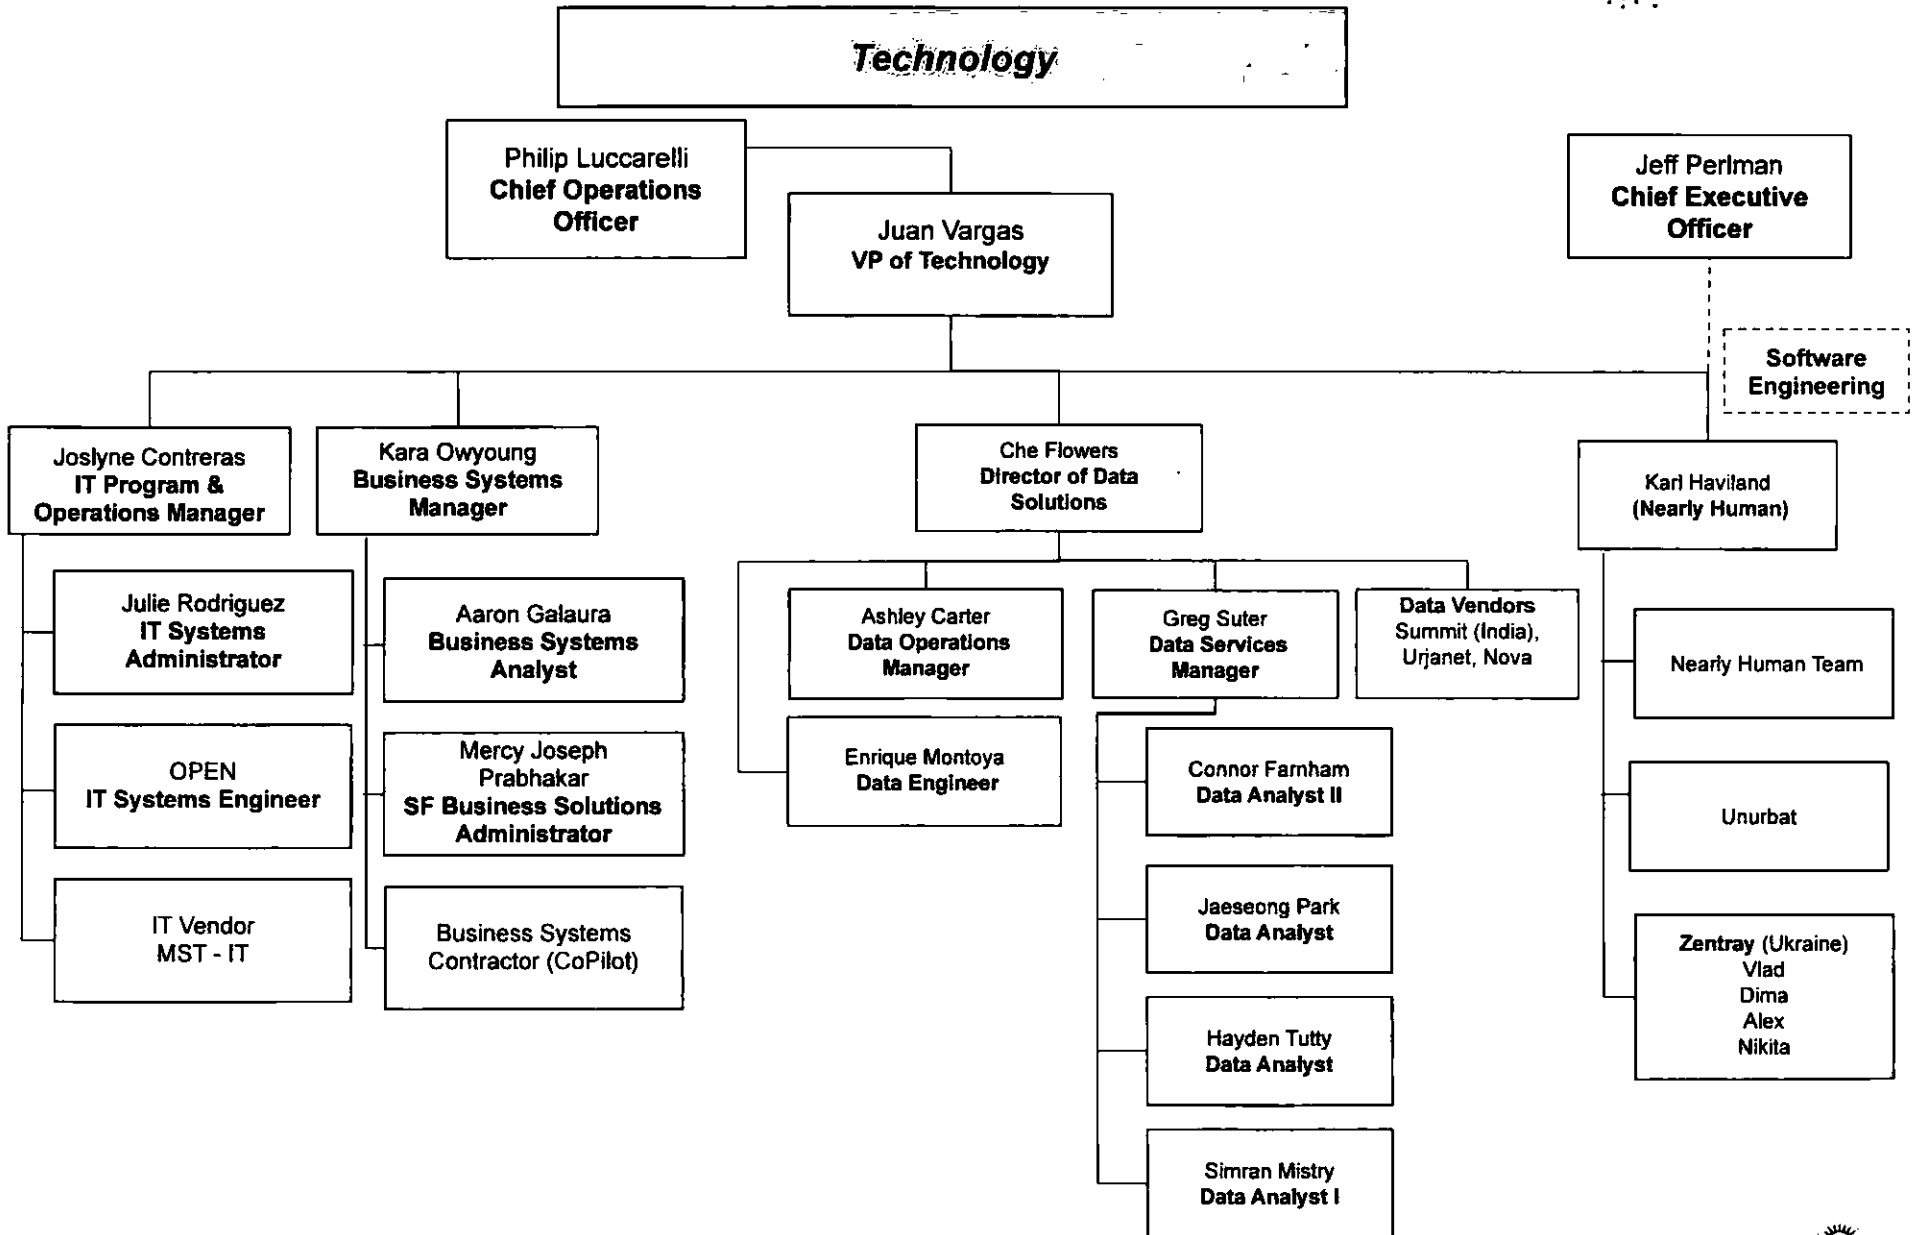 Technology
Philip Luccarelli
Chief Operations
Officer
Juan Vargas
VP of Technology
Jeff Perlman
Chief Executive
Officer
Software
Engineering
Joslyne Contreras
IT Program &
Operations Manager
Kara Owyoung
Business Systems
Manager
Che Flowers
Director of Data
Solutions
Karl Haviland
(Nearly Human)
Julie Rodriguez
IT Systems
Administrator
OPEN
IT Systems Engineer
IT Vendor
MST - IT
Aaron Galaura
Business Systems
Analyst
Mercy Joseph
Prabhakar
SF Business Solutions
Administrator
Business Systems
Contractor (CoPilot)
Ashley Carter
Data Operations
Manager
Enrique Montoya
Data Engineer
Greg Suter
Data Services
Manager
Connor Farnham
Data Analyst II
Jaeseong Park
Data Analyst
Hayden Tutty
Data Analyst
Simran Mistry
Data Analyst I
Data Vendors
Summit (India),
Urjanet, Nova
Nearly Human Team
Unurbat
Zentray (Ukraine)
Vlad
Dima
Alex
Nikita